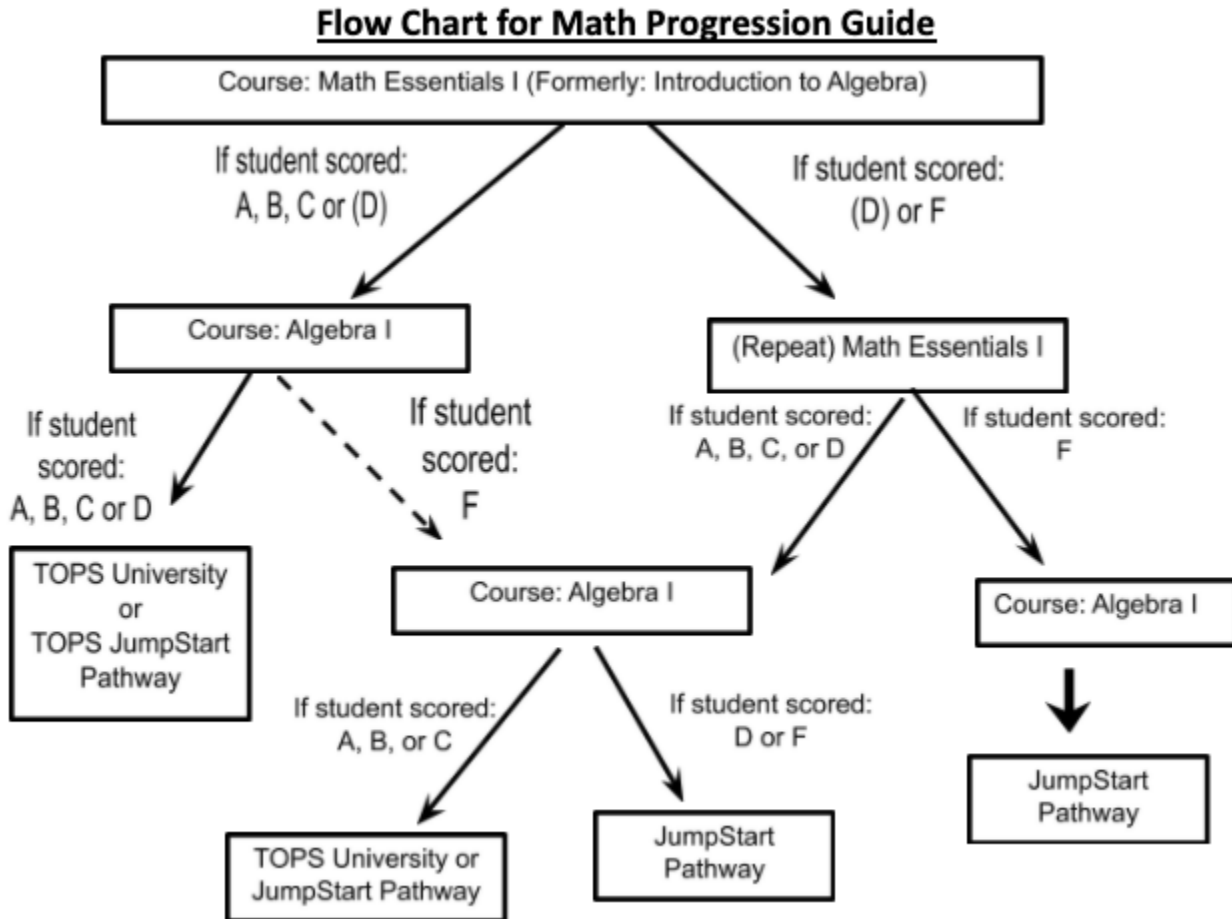 Flow Chart for Math Progression Guide
Course: Math Essentials I (Formerly: Introduction to Algebra)
If student scored:
A, B, C or (D)
If student scored:
(D) or F
Course: Algebra I
(Repeat) Math Essentials I
If student
scored:
A, B, C or D
If student
scored:
F
If student scored:
A, B, C, or D
If student scored:
F
TOPS University
or
TOPS JumpStart
Pathway
Course: Algebra I
Course: Algebra I
If student scored:
A, B, or C
If student scored:
D or F
JumpStart
Pathway
TOPS University or
JumpStart Pathway
JumpStart
Pathway